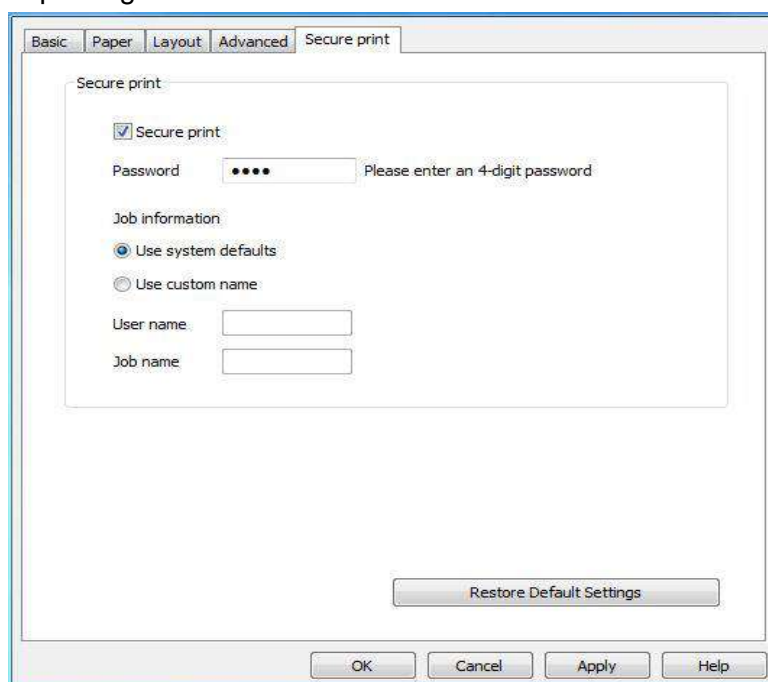 Basic Paper Layout Advanced Secure print
Secure print
Secure print
Password •••• Please enter an 4-digit password
Job information
Use system defaults
Use custom name
User name
Job name
Restore Default Settings
OK Cancel Apply Help